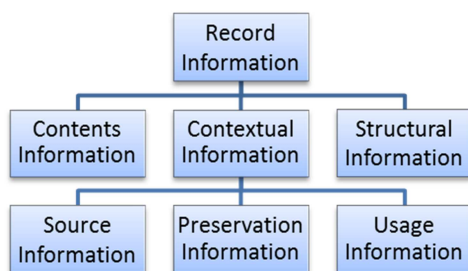 Record
Information
Contents
Information
Contextual
Information
Structural
Information
Source
Information
Preservation
Information
Usage
Information